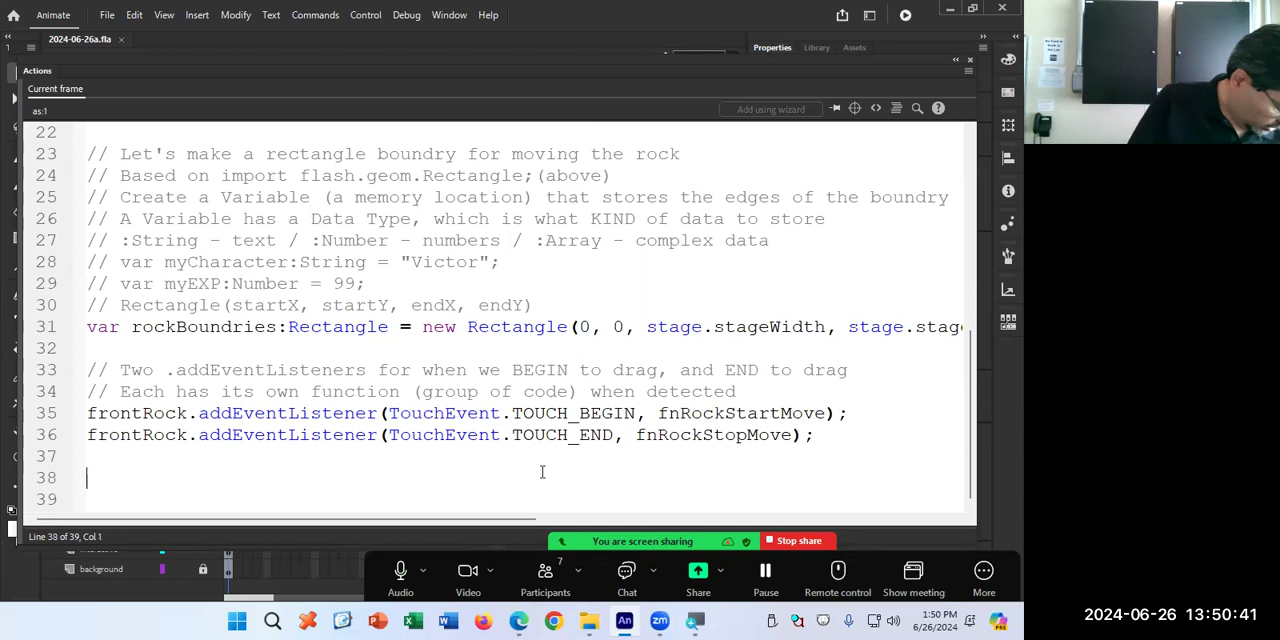 Animate File Edit View Insert Modify Text Commands Control Debug Window Help
2024-06-26a.fla ×
Properties Library Assets
Actions
Current frame
as:1
Add using wizard
22
23 // Let's make a rectangle boundry for moving the rock
24 // Based on import flash.geom.Rectangle;(above)
25 // Create a Variable (a memory location) that stores the edges of the boundry
26 // A Variable has a Data Type, which is what KIND of data to store
27 // :String - text / :Number - numbers / :Array - complex data
28 // var myCharacter:String = "Victor";
29 // var myEXP:Number = 99;
30 // Rectangle(startX, startY, endX, endY)
31 var rockBoundries:Rectangle = new Rectangle(0, 0, stage.stageWidth, stage.stage
32
33 // Two .addEventListeners for when we BEGIN to drag, and END to drag
34 // Each has its own function (group of code) when detected
35 frontRock.addEventListener(TouchEvent.TOUCH_BEGIN, fnRockStartMove);
36 frontRock.addEventListener(TouchEvent.TOUCH_END, fnRockStopMove);
37
38
39
Line 38 of 39, Col 1
You are screen sharing Stop share
background
7
Audio Video Participants Chat Share Pause Remote control Show meeting More
1:50 PM
6/26/2024
2024-06-26 13:50:41